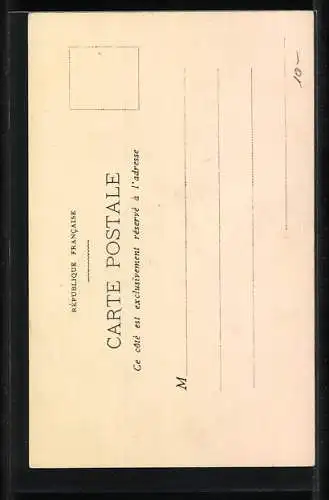 RÉPUBLIQUE FRANÇAISE
CARTE POSTALE
Ce côté est exclusivement réservé à l'adresse
M
10-